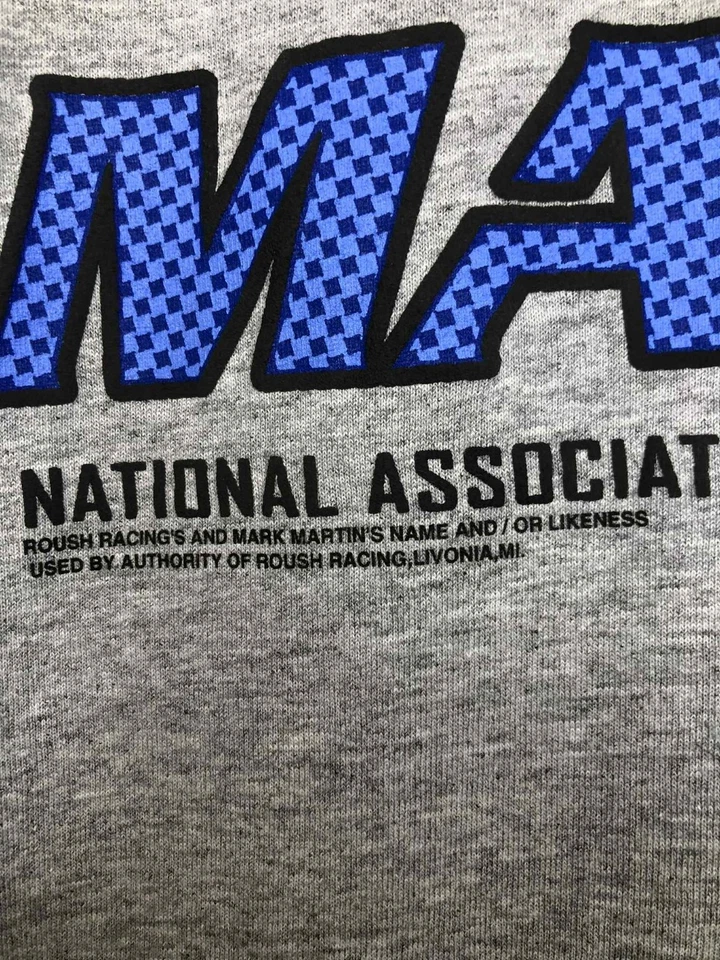 MA
NATIONAL ASSOCIAT
ROUSH RACING'S AND MARK MARTIN'S NAME AND / OR LIKENESS
USED BY AUTHORITY OF ROUSH RACING,LIVONIA,MI.